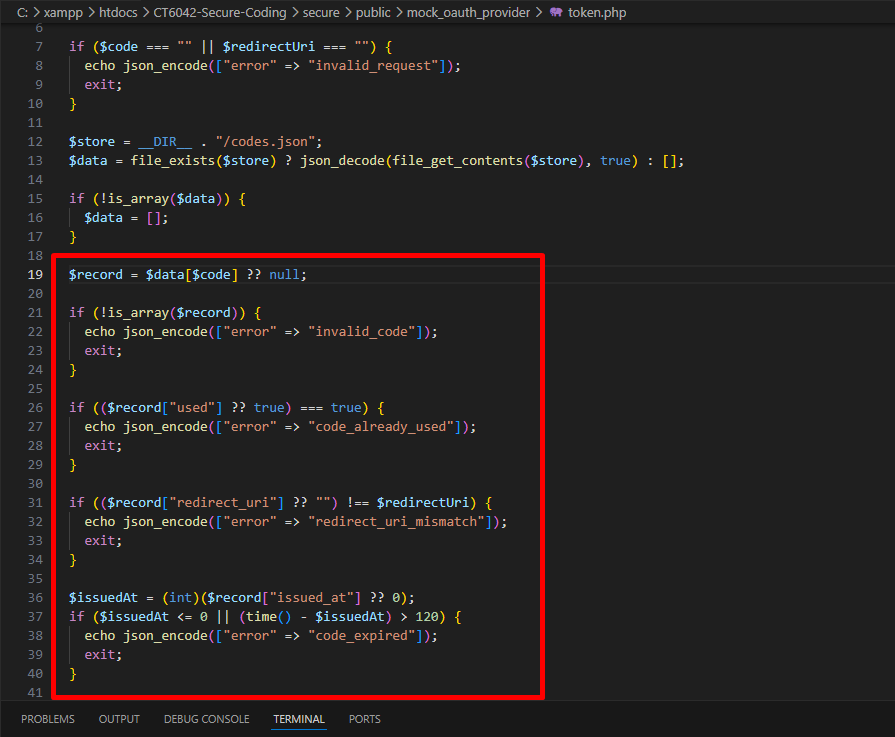 C: > xampp > htdocs > CT6042-Secure-Coding > secure > public > mock_oauth_provider > token.php
6
7 if ($code === "" || $redirectUri === "") {
8 echo json_encode(["error" => "invalid_request"]);
9 exit;
10 }
11
12 $store = __DIR__ . "/codes.json";
13 $data = file_exists($store) ? json_decode(file_get_contents($store), true) : [];
14
15 if (!is_array($data)) {
16 $data = [];
17 }
18
19 $record = $data[$code] ?? null;
20
21 if (!is_array($record)) {
22 echo json_encode(["error" => "invalid_code"]);
23 exit;
24 }
25
26 if (($record["used"] ?? true) === true) {
27 echo json_encode(["error" => "code_already_used"]);
28 exit;
29 }
30
31 if (($record["redirect_uri"] ?? "") !== $redirectUri) {
32 echo json_encode(["error" => "redirect_uri_mismatch"]);
33 exit;
34 }
35
36 $issuedAt = (int)($record["issued_at"] ?? 0);
37 if ($issuedAt <= 0 || (time() - $issuedAt) > 120) {
38 echo json_encode(["error" => "code_expired"]);
39 exit;
40 }
41
PROBLEMS OUTPUT DEBUG CONSOLE TERMINAL PORTS